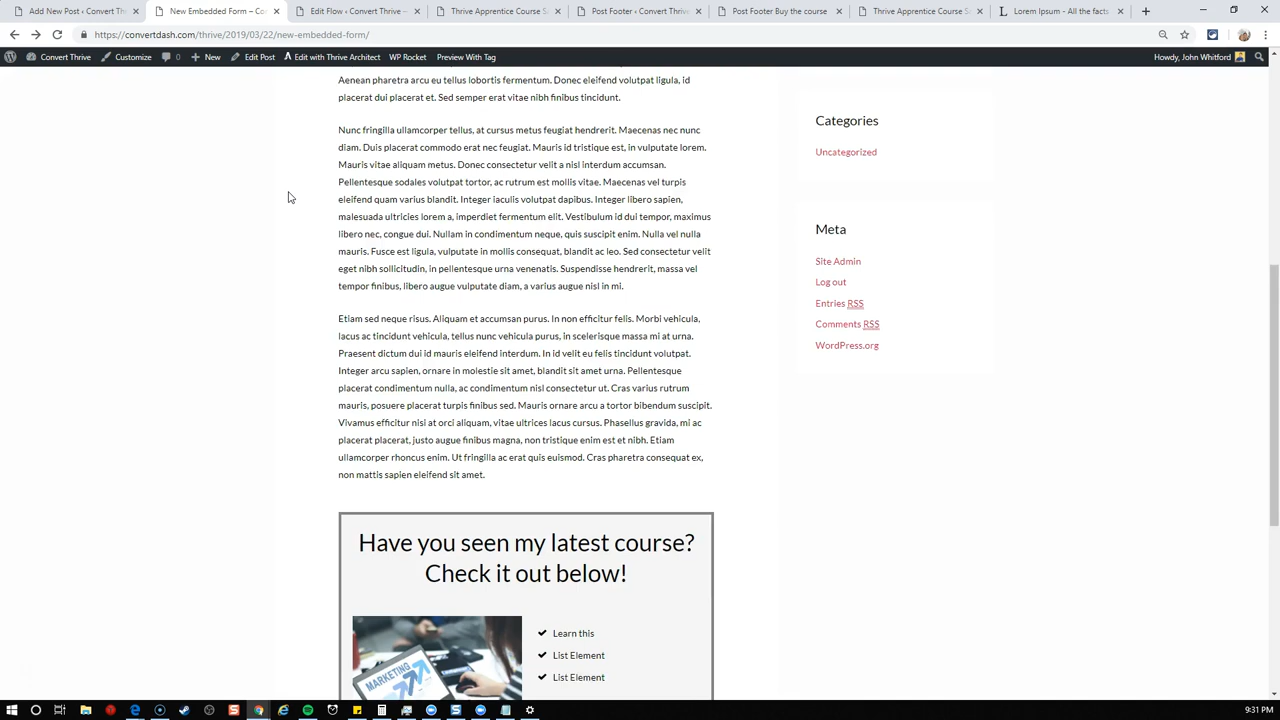 Add New Post ‹ Convert Th
New Embedded Form – Co
Edit Flow ‹ Convert Thrive –
Thrive Apprentice Course S
Post Footer ‹ Convert Thrive
Post Footer Buy the course
Thrive Apprentice Course S
Lorem Ipsum - All the facts
https://convertdash.com/thrive/2019/03/22/new-embedded-form/
Convert Thrive
Customize
0
New
Edit Post
Edit with Thrive Architect
WP Rocket
Preview With Tag
Howdy, John Whitford
Aenean pharetra arcu eu tellus lobortis fermentum. Donec eleifend volutpat ligula, id
placerat dui placerat et. Sed semper erat vitae nibh finibus tincidunt.
Nunc fringilla ullamcorper tellus, at cursus metus feugiat hendrerit. Maecenas nec nunc
diam. Duis placerat commodo erat nec feugiat. Mauris id tristique est, in vulputate lorem.
Mauris vitae aliquam metus. Donec consectetur velit a nisl interdum accumsan.
Pellentesque sodales volutpat tortor, ac rutrum est mollis vitae. Maecenas vel turpis
eleifend quam varius blandit. Integer iaculis volutpat dapibus. Integer libero sapien,
malesuada ultricies lorem a, imperdiet fermentum elit. Vestibulum id dui tempor, maximus
libero nec, congue dui. Nullam in condimentum neque, quis suscipit enim. Nulla vel nulla
mauris. Fusce est ligula, vulputate in mollis consequat, blandit ac leo. Sed consectetur velit
eget nibh sollicitudin, in pellentesque urna venenatis. Suspendisse hendrerit, massa vel
tempor finibus, libero augue vulputate diam, a varius augue nisl in mi.
Etiam sed neque risus. Aliquam et accumsan purus. In non efficitur felis. Morbi vehicula,
lacus ac tincidunt vehicula, tellus nunc vehicula purus, in scelerisque massa mi at urna.
Praesent dictum dui id mauris eleifend interdum. In id velit eu felis tincidunt volutpat.
Integer arcu sapien, ornare in molestie sit amet, blandit sit amet urna. Pellentesque
placerat condimentum nulla, ac condimentum nisl consectetur ut. Cras varius rutrum
mauris, posuere placerat turpis finibus sed. Mauris ornare arcu a tortor bibendum suscipit.
Vivamus efficitur nisi at orci aliquam, vitae ultrices lacus cursus. Phasellus gravida, mi ac
placerat placerat, justo augue finibus magna, non tristique enim est et nibh. Etiam
ullamcorper rhoncus enim. Ut fringilla ac erat quis euismod. Cras pharetra consequat ex,
non mattis sapien eleifend sit amet.
Have you seen my latest course?
Check it out below!
MARKETING
Learn this
List Element
List Element
Categories
Uncategorized
Meta
Site Admin
Log out
Entries RSS
Comments RSS
WordPress.org
9:31 PM